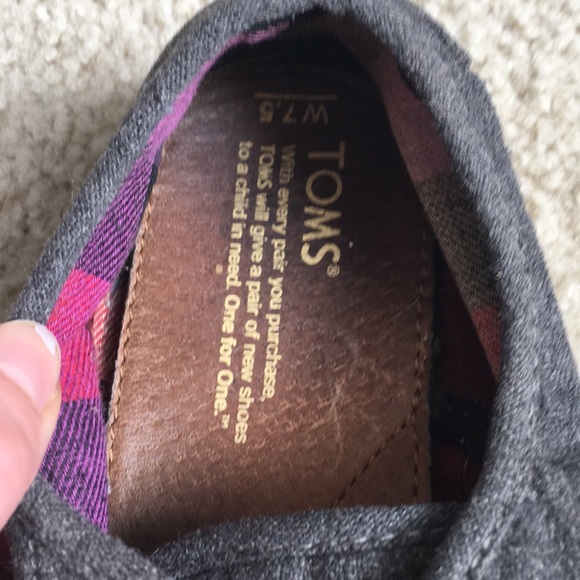 W7.5
TOMS®
With every pair you purchase,
TOMS will give a pair of new shoes
to a child in need. One for One.™